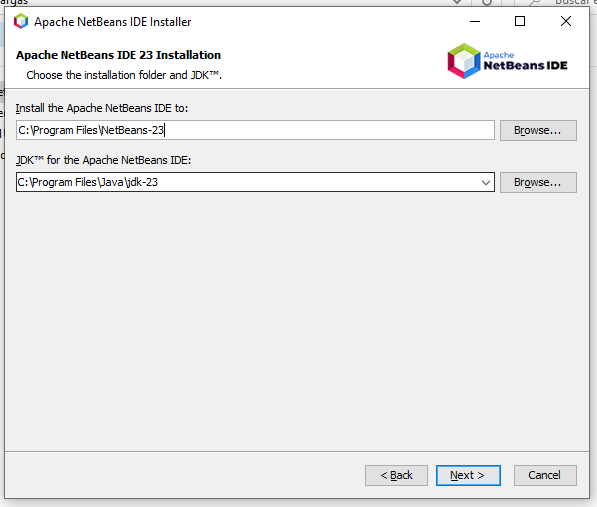 argas
Buscar e
Apache NetBeans IDE Installer
Apache NetBeans IDE 23 Installation
Choose the installation folder and JDK™.
Apache
NetBeans IDE
Install the Apache NetBeans IDE to:
C:\Program Files\NetBeans-23
Browse...
JDK™ for the Apache NetBeans IDE:
C:\Program Files\Java\jdk-23
Browse...
< Back
Next >
Cancel